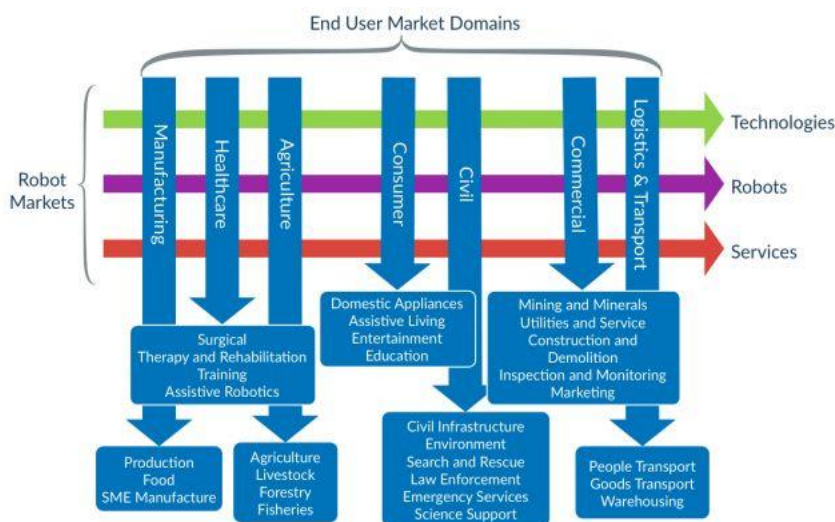 End User Market Domains
Manufacturing
Healthcare
Agriculture
Consumer
Civil
Commercial
Logistics & Transport
Technologies
Robot
Markets
Robots
Services
Surgical
Therapy and Rehabilitation
Training
Assistive Robotics
Domestic Appliances
Assistive Living
Entertainment
Education
Mining and Minerals
Utilities and Service
Construction and
Demolition
Inspection and Monitoring
Marketing
Production
Food
SME Manufacture
Agriculture
Livestock
Forestry
Fisheries
Civil Infrastructure
Environment
Search and Rescue
Law Enforcement
Emergency Services
Science Support
People Transport
Goods Transport
Warehousing